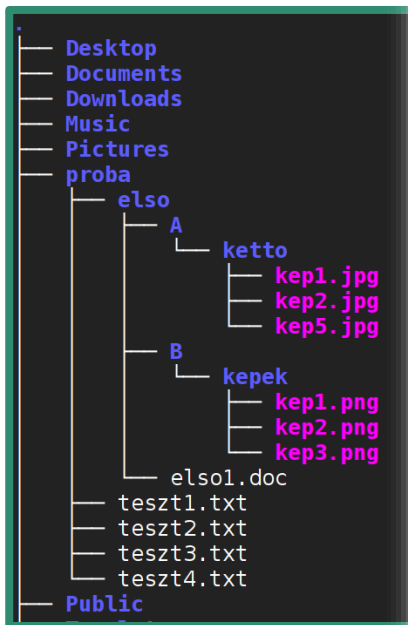 .
├── Desktop
├── Documents
├── Downloads
├── Music
├── Pictures
├── proba
│   ├── elso
│   │   ├── A
│   │   │   └── ketto
│   │   │       ├── kep1.jpg
│   │   │       ├── kep2.jpg
│   │   │       └── kep5.jpg
│   │   ├── B
│   │   │   └── kepek
│   │   │       ├── kep1.png
│   │   │       ├── kep2.png
│   │   │       └── kep3.png
│   │   └── elso1.doc
│   ├── teszt1.txt
│   ├── teszt2.txt
│   ├── teszt3.txt
│   └── teszt4.txt
├── Public